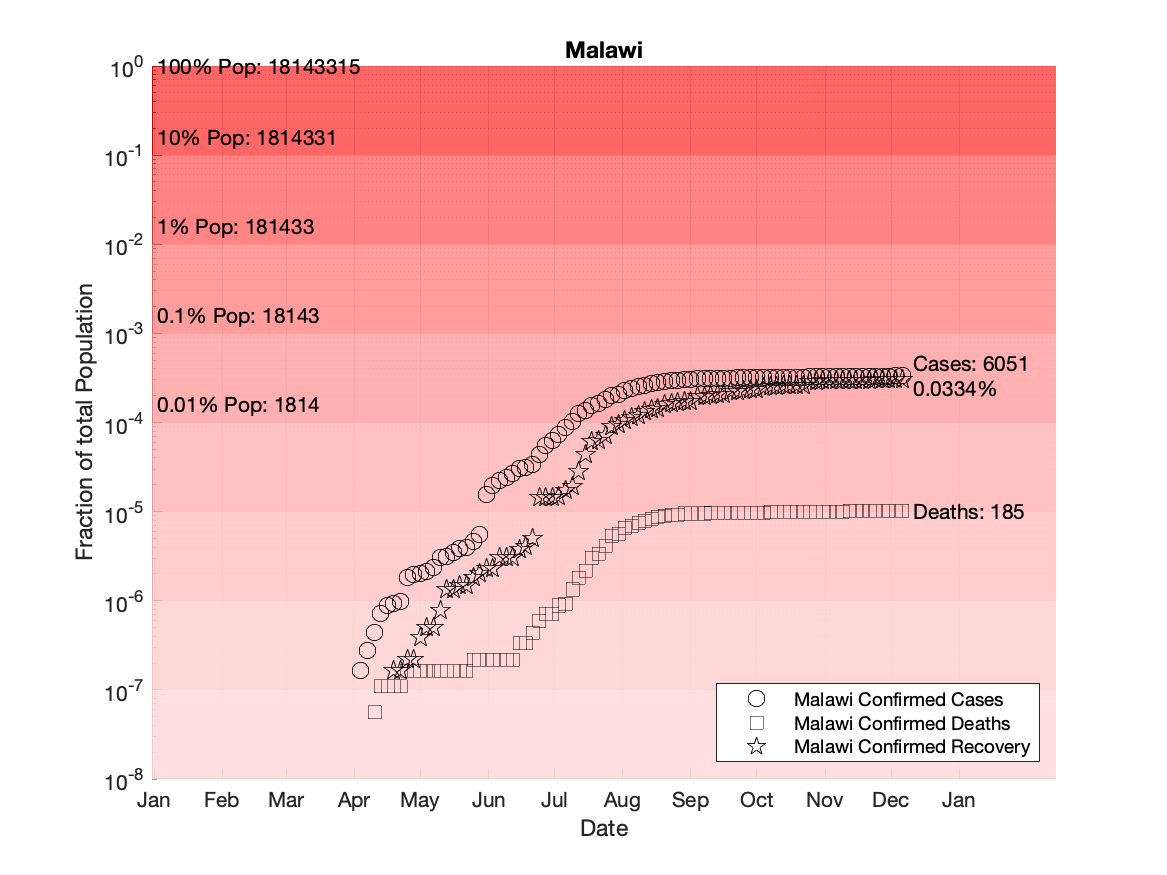 Malawi
10^0
100% Pop: 18143315
10% Pop: 1814331
10^-1
1% Pop: 181433
10^-2
0.1% Pop: 18143
10^-3
Cases: 6051
0.0334%
0.01% Pop: 1814
10^-4
10^-5
Deaths: 185
10^-6
10^-7
10^-8
Fraction of total Population
Malawi Confirmed Cases
Malawi Confirmed Deaths
Malawi Confirmed Recovery
Jan Feb Mar Apr May Jun Jul Aug Sep Oct Nov Dec Jan
Date